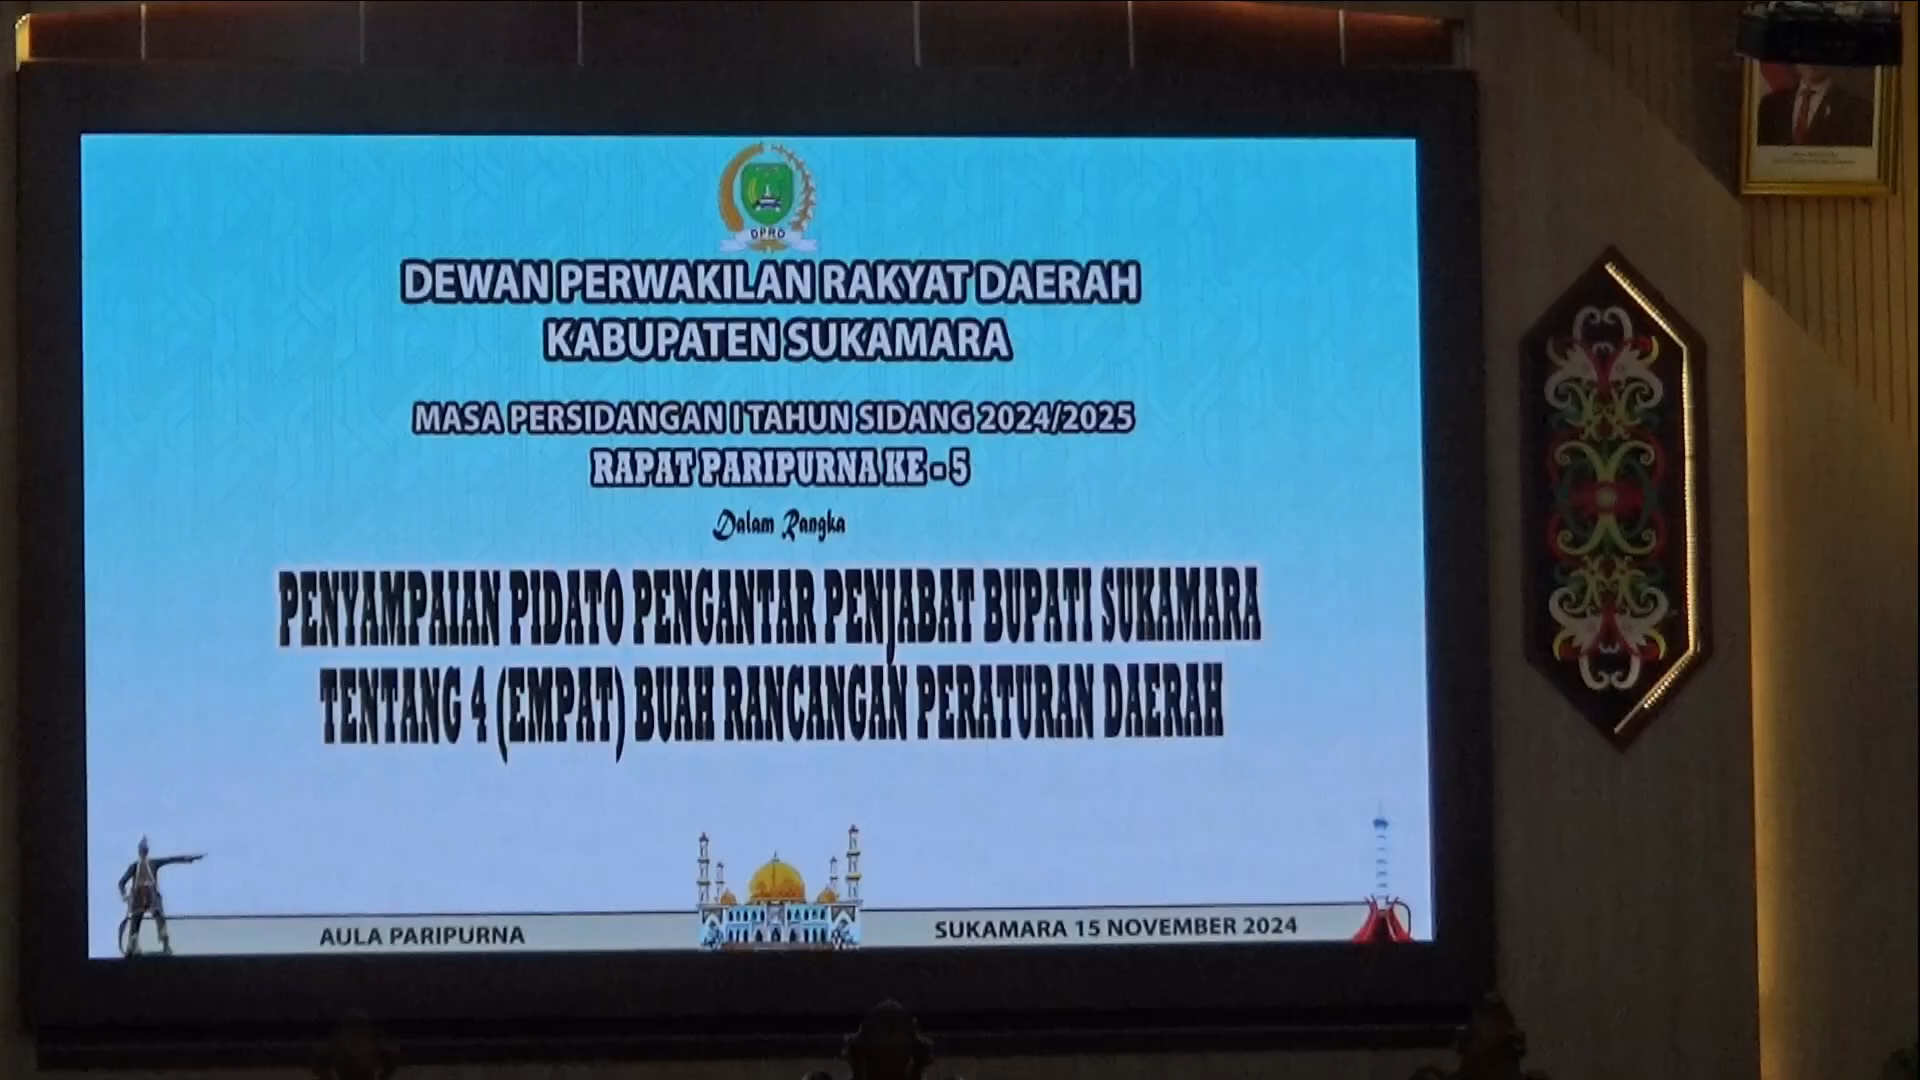 DPRD
DEWAN PERWAKILAN RAKYAT DAERAH
KABUPATEN SUKAMARA
MASA PERSIDANGAN I TAHUN SIDANG 2024/2025
RAPAT PARIPURNA KE - 5
Dalam Rangka
PENYAMPAIAN PIDATO PENGANTAR PENJABAT BUPATI SUKAMARA
TENTANG 4 (EMPAT) BUAH RANCANGAN PERATURAN DAERAH
AULA PARIPURNA
SUKAMARA 15 NOVEMBER 2024